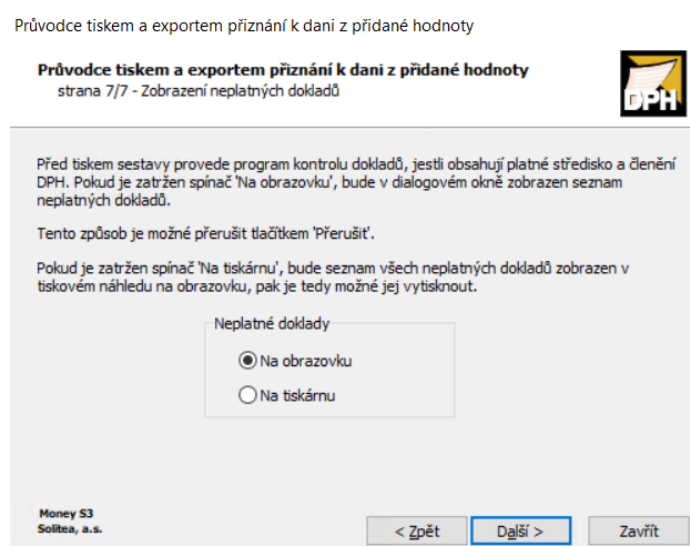 Průvodce tiskem a exportem přiznání k dani z přidané hodnoty
Průvodce tiskem a exportem přiznání k dani z přidané hodnoty
strana 7/7 - Zobrazení neplatných dokladů
DPH
Před tiskem sestavy provede program kontrolu dokladů, jestli obsahují platné středisko a členění
DPH. Pokud je zatržen spínač 'Na obrazovku', bude v dialogovém okně zobrazen seznam
neplatných dokladů.
Tento způsob je možné přerušit tlačítkem 'Přerušit'.
Pokud je zatržen spínač 'Na tiskárnu', bude seznam všech neplatných dokladů zobrazen v
tiskovém náhledu na obrazovku, pak je tedy možné jej vytisknout.
Neplatné doklady
Na obrazovku
Na tiskárnu
Money S3
Solitea, a.s.
< Zpět Další > Zavřít